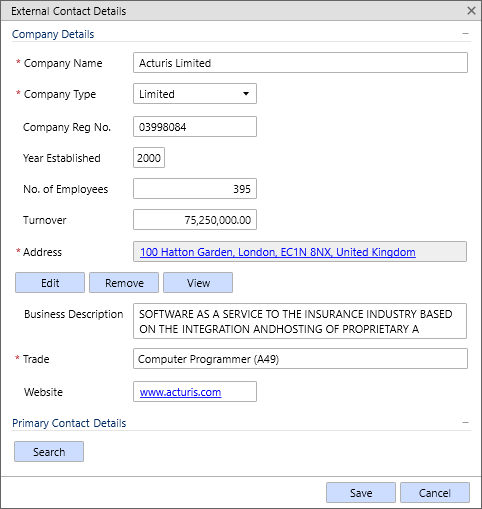 External Contact Details
Company Details
* Company Name Acturis Limited
* Company Type Limited
Company Reg No. 03998084
Year Established 2000
No. of Employees 395
Turnover 75,250,000.00
* Address 100 Hatton Garden, London, EC1N 8NX, United Kingdom
Edit Remove View
Business Description SOFTWARE AS A SERVICE TO THE INSURANCE INDUSTRY BASED
ON THE INTEGRATION ANDHOSTING OF PROPRIETARY A
* Trade Computer Programmer (A49)
Website www.acturis.com
Primary Contact Details
Search
Save Cancel